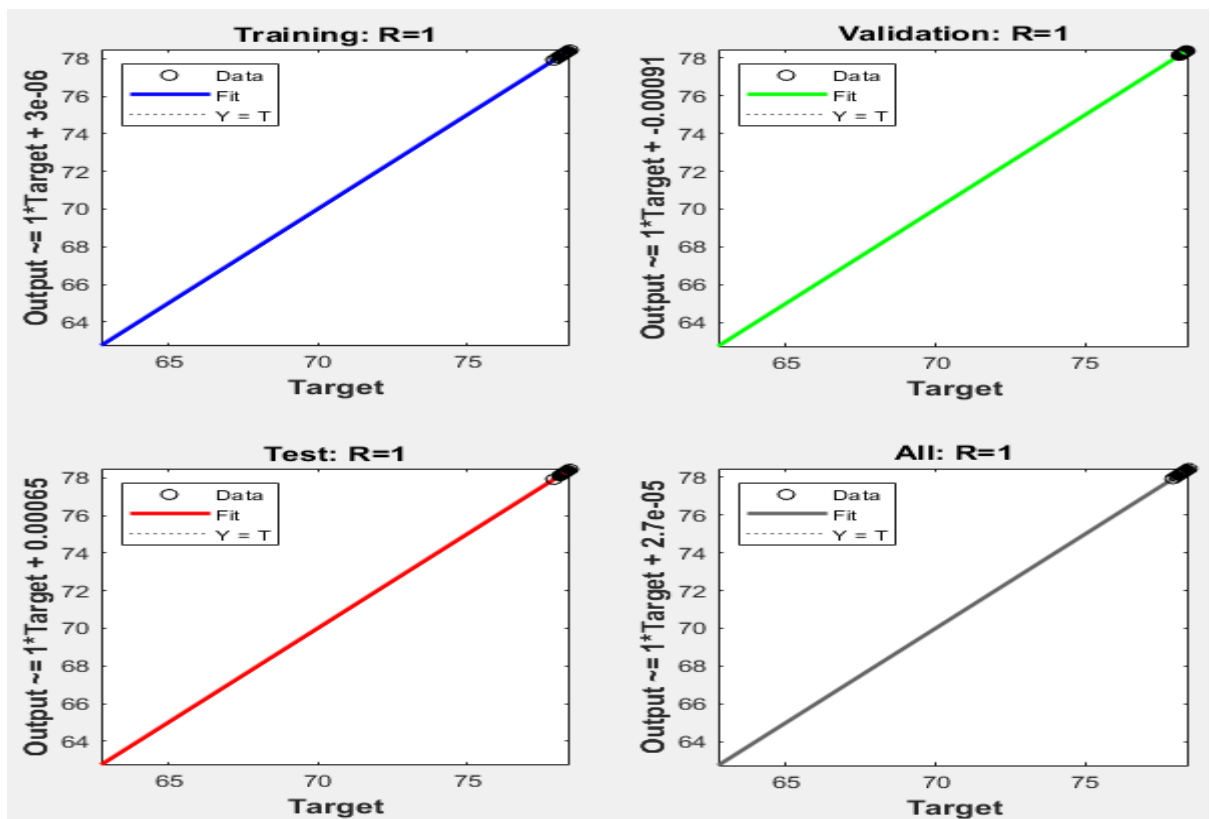 Training: R=1
Output ~= 1*Target + 3e-06
78
76
74
72
70
68
66
64
Data
Fit
Y = T
65 70 75
Target
Validation: R=1
Output ~= 1*Target + -0.00091
78
76
74
72
70
68
66
64
Data
Fit
Y = T
65 70 75
Target
Test: R=1
Output ~= 1*Target + 0.00065
78
76
74
72
70
68
66
64
Data
Fit
Y = T
65 70 75
Target
All: R=1
Output ~= 1*Target + 2.7e-05
78
76
74
72
70
68
66
64
Data
Fit
Y = T
65 70 75
Target